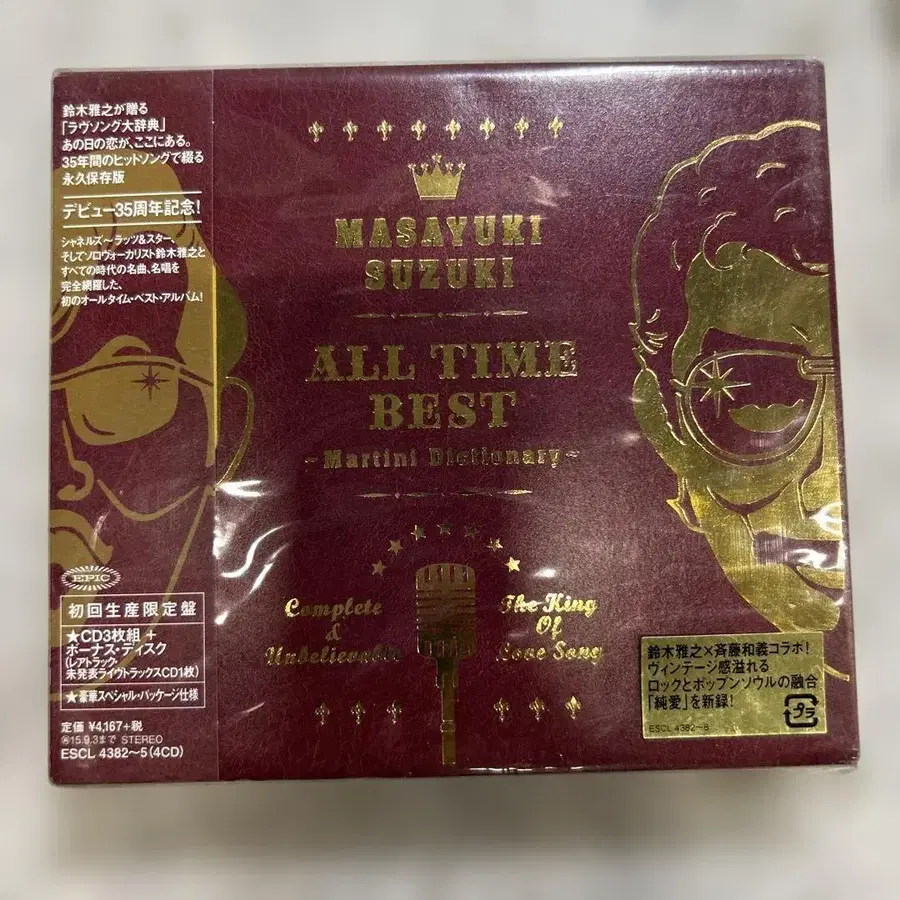 鈴木雅之が贈る
「ラヴソング大辞典」
あの日の恋が、ここにある。
35年間のヒットソングで綴る
永久保存版
デビュー35周年記念!
シャネルズ〜ラッツ&スター、
そしてソロヴォーカリスト鈴木雅之と
すべての時代の名曲、名唱を
完全網羅した、
初のオールタイム・ベスト・アルバム!
EPIC
初回生産限定盤
★CD3枚組 +
ボーナス・ディスク
(レアトラック
未発表ライヴトラックスCD1枚)
★豪華スペシャル・パッケージ仕様
定価 ¥4,167+税
15.9.3まで STEREO
ESCL 4382〜5(4CD)
MASAYUKI
SUZUKI
ALL TIME
BEST
~Martini Dictionary~
Complete
&
Unbelievable
The King
Of
Love Song
鈴木雅之×斉藤和義コラボ!
ヴィンテージ感溢れる
ロックとポップンソウルの融合
「純愛」を新録!
ESCL 4382〜5
プラ